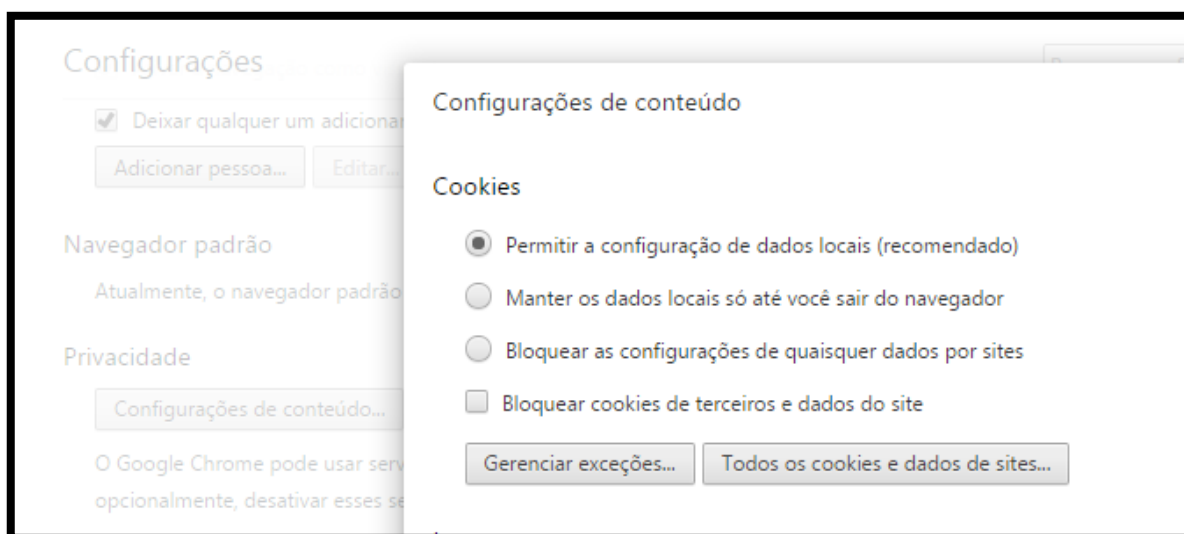 Configurações
Deixar qualquer um adicionar
Adicionar pessoa...
Editar...
Navegador padrão
Atualmente, o navegador padrão
Privacidade
Configurações de conteúdo...
O Google Chrome pode usar serv
opcionalmente, desativar esses se
Configurações de conteúdo
Cookies
Permitir a configuração de dados locais (recomendado)
Manter os dados locais só até você sair do navegador
Bloquear as configurações de quaisquer dados por sites
Bloquear cookies de terceiros e dados do site
Gerenciar exceções...
Todos os cookies e dados de sites...